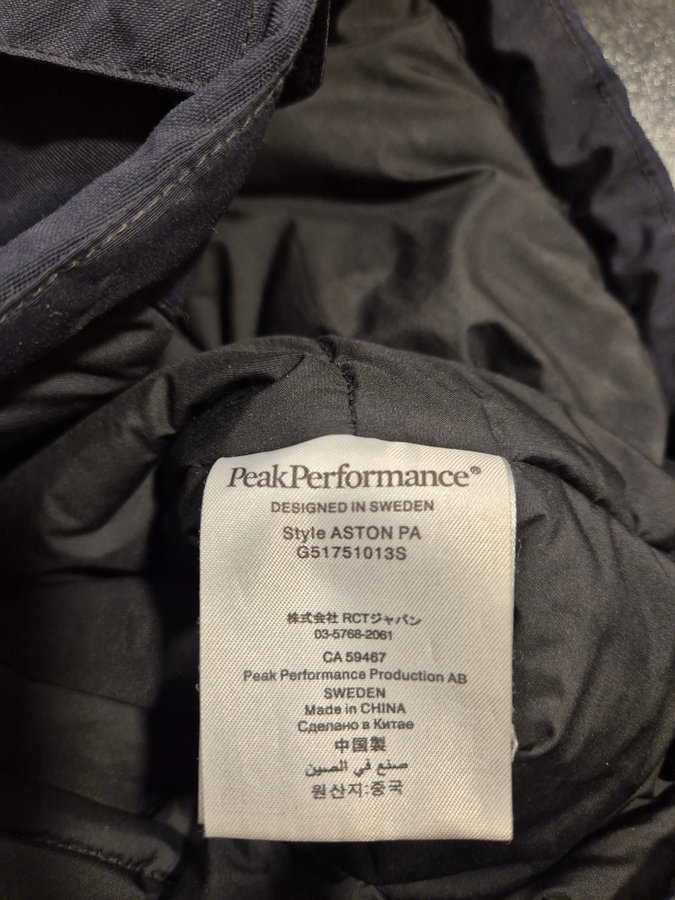 PeakPerformance®
DESIGNED IN SWEDEN
Style ASTON PA
G51751013S
株式会社 RCTジャパン
03-5768-2061
CA 59467
Peak Performance Production AB
SWEDEN
Made in CHINA
Сделано в Китае
中国製
صنع في الصين
원산지:중국